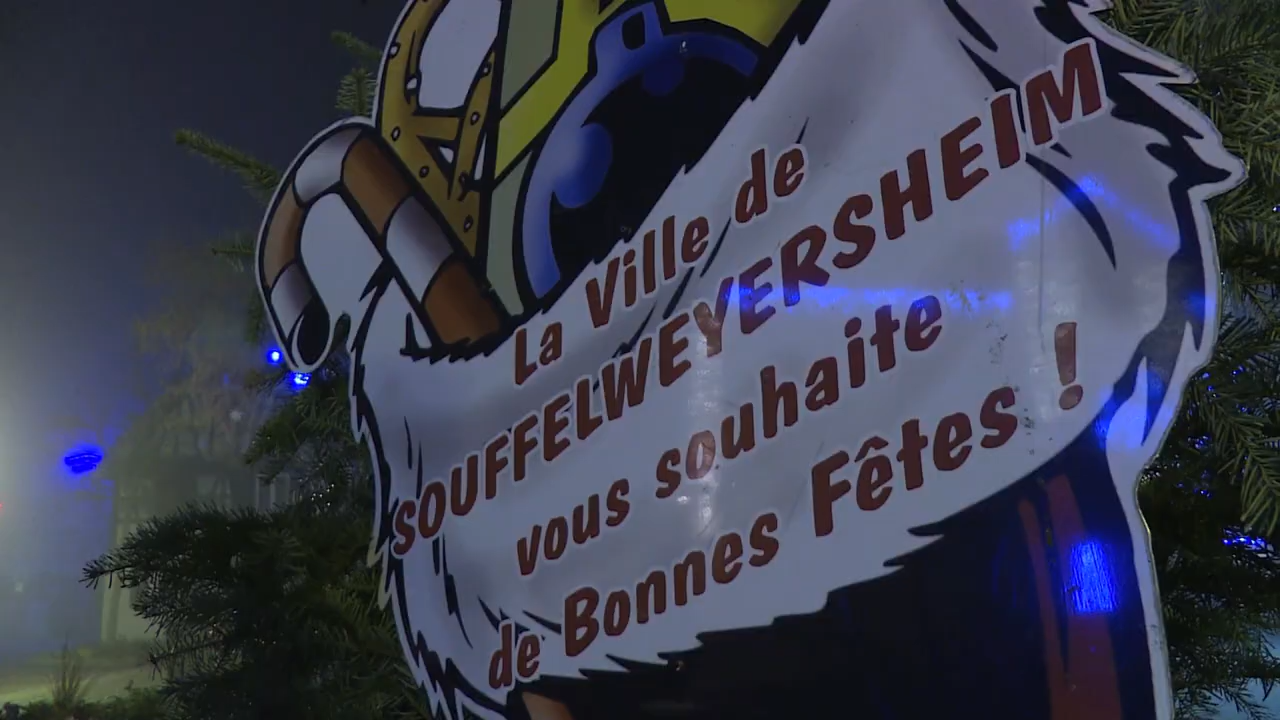 La Ville de
SOUFFELWEYERSHEIM
vous souhaite
de Bonnes Fêtes !